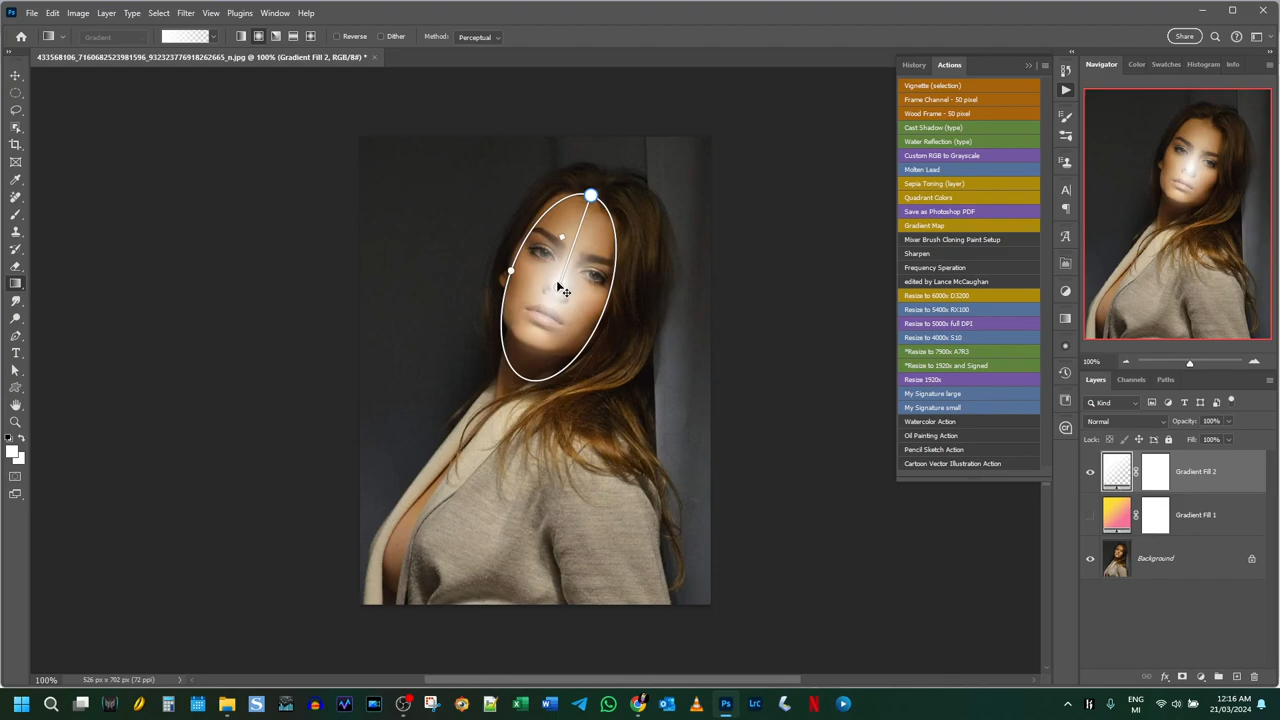 Ps File Edit Image Layer Type Select Filter View Plugins Window Help
Gradient Reverse Dither Method: Perceptual Share
433568106_7160682523981596_932323776918262665_n.jpg @ 100% (Gradient Fill 2, RGB/8#) *
History Actions
Vignette (selection)
Frame Channel - 50 pixel
Wood Frame - 50 pixel
Cast Shadow (type)
Water Reflection (type)
Custom RGB to Grayscale
Molten Lead
Sepia Toning (layer)
Quadrant Colors
Save as Photoshop PDF
Gradient Map
Mixer Brush Cloning Paint Setup
Sharpen
Frequency Speration
edited by Lance McCaughan
Resize to 6000x D3200
Resize to 5400x RX100
Resize to 5000x full DPI
Resize to 4000x S10
*Resize to 7900x A7R3
*Resize to 1920x and Signed
Resize 1920x
My Signature large
My Signature small
Watercolor Action
Oil Painting Action
Pencil Sketch Action
Cartoon Vector Illustration Action
Navigator Color Swatches Histogram Info
100%
Layers Channels Paths
Kind
Normal Opacity: 100%
Lock: Fill: 100%
Gradient Fill 2
Gradient Fill 1
Background
100% 526 px x 702 px (72 ppi)
Ps Lrc
ENG
MI
12:16 AM
21/03/2024